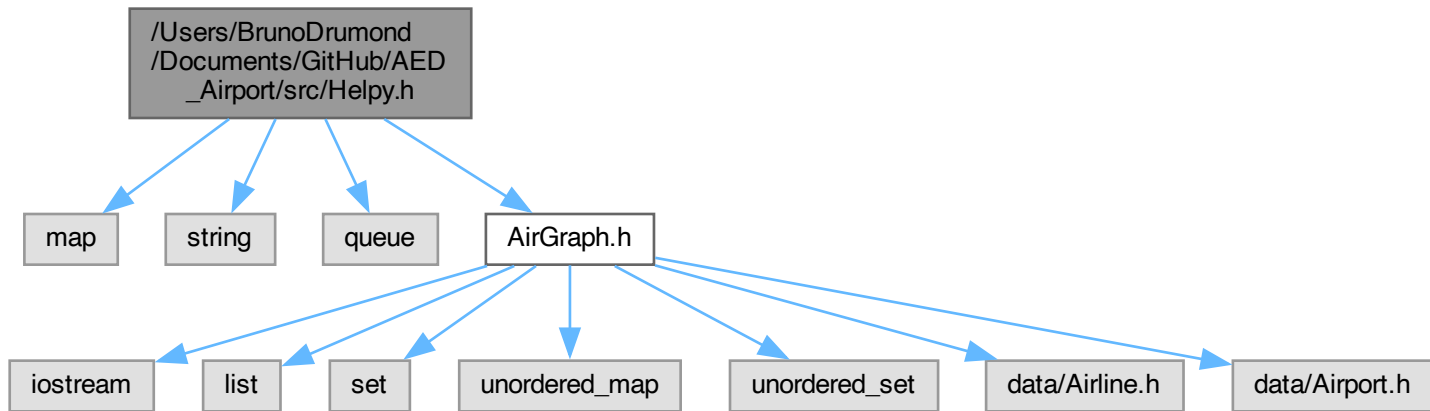 /Users/BrunoDrumond
/Documents/GitHub/AED
_Airport/src/Helpy.h
map
string
queue
AirGraph.h
iostream
list
set
unordered_map
unordered_set
data/Airline.h
data/Airport.h